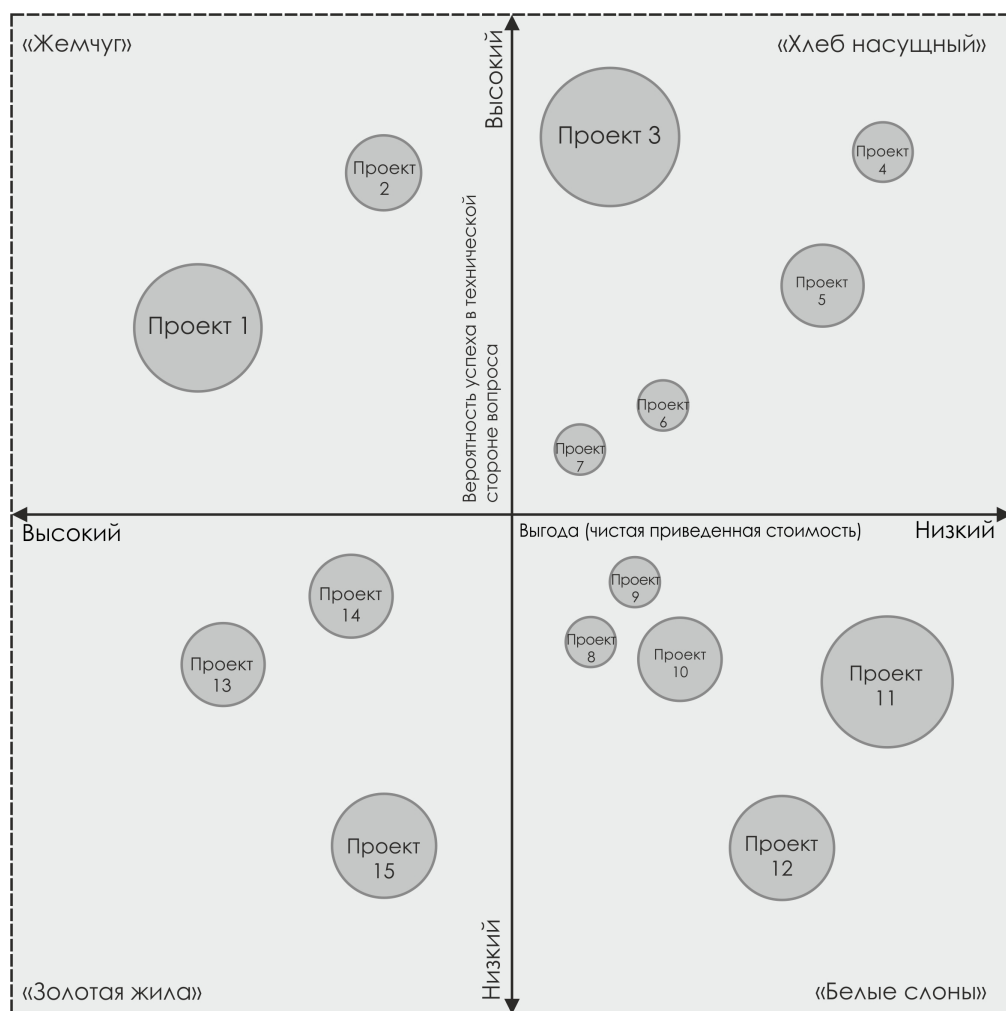 «Жемчуг»
«Хлеб насущный»
Высокий
Проект 3
Проект
4
Проект
2
Вероятность успеха в технической
стороне вопроса
Проект
5
Проект 1
Проект
6
Проект
7
Высокий
Выгода (чистая приведенная стоимость)
Низкий
Проект
9
Проект
14
Проект
8
Проект
10
Проект
13
Проект
11
Проект
15
Проект
12
Низкий
«Золотая жила»
«Белые слоны»